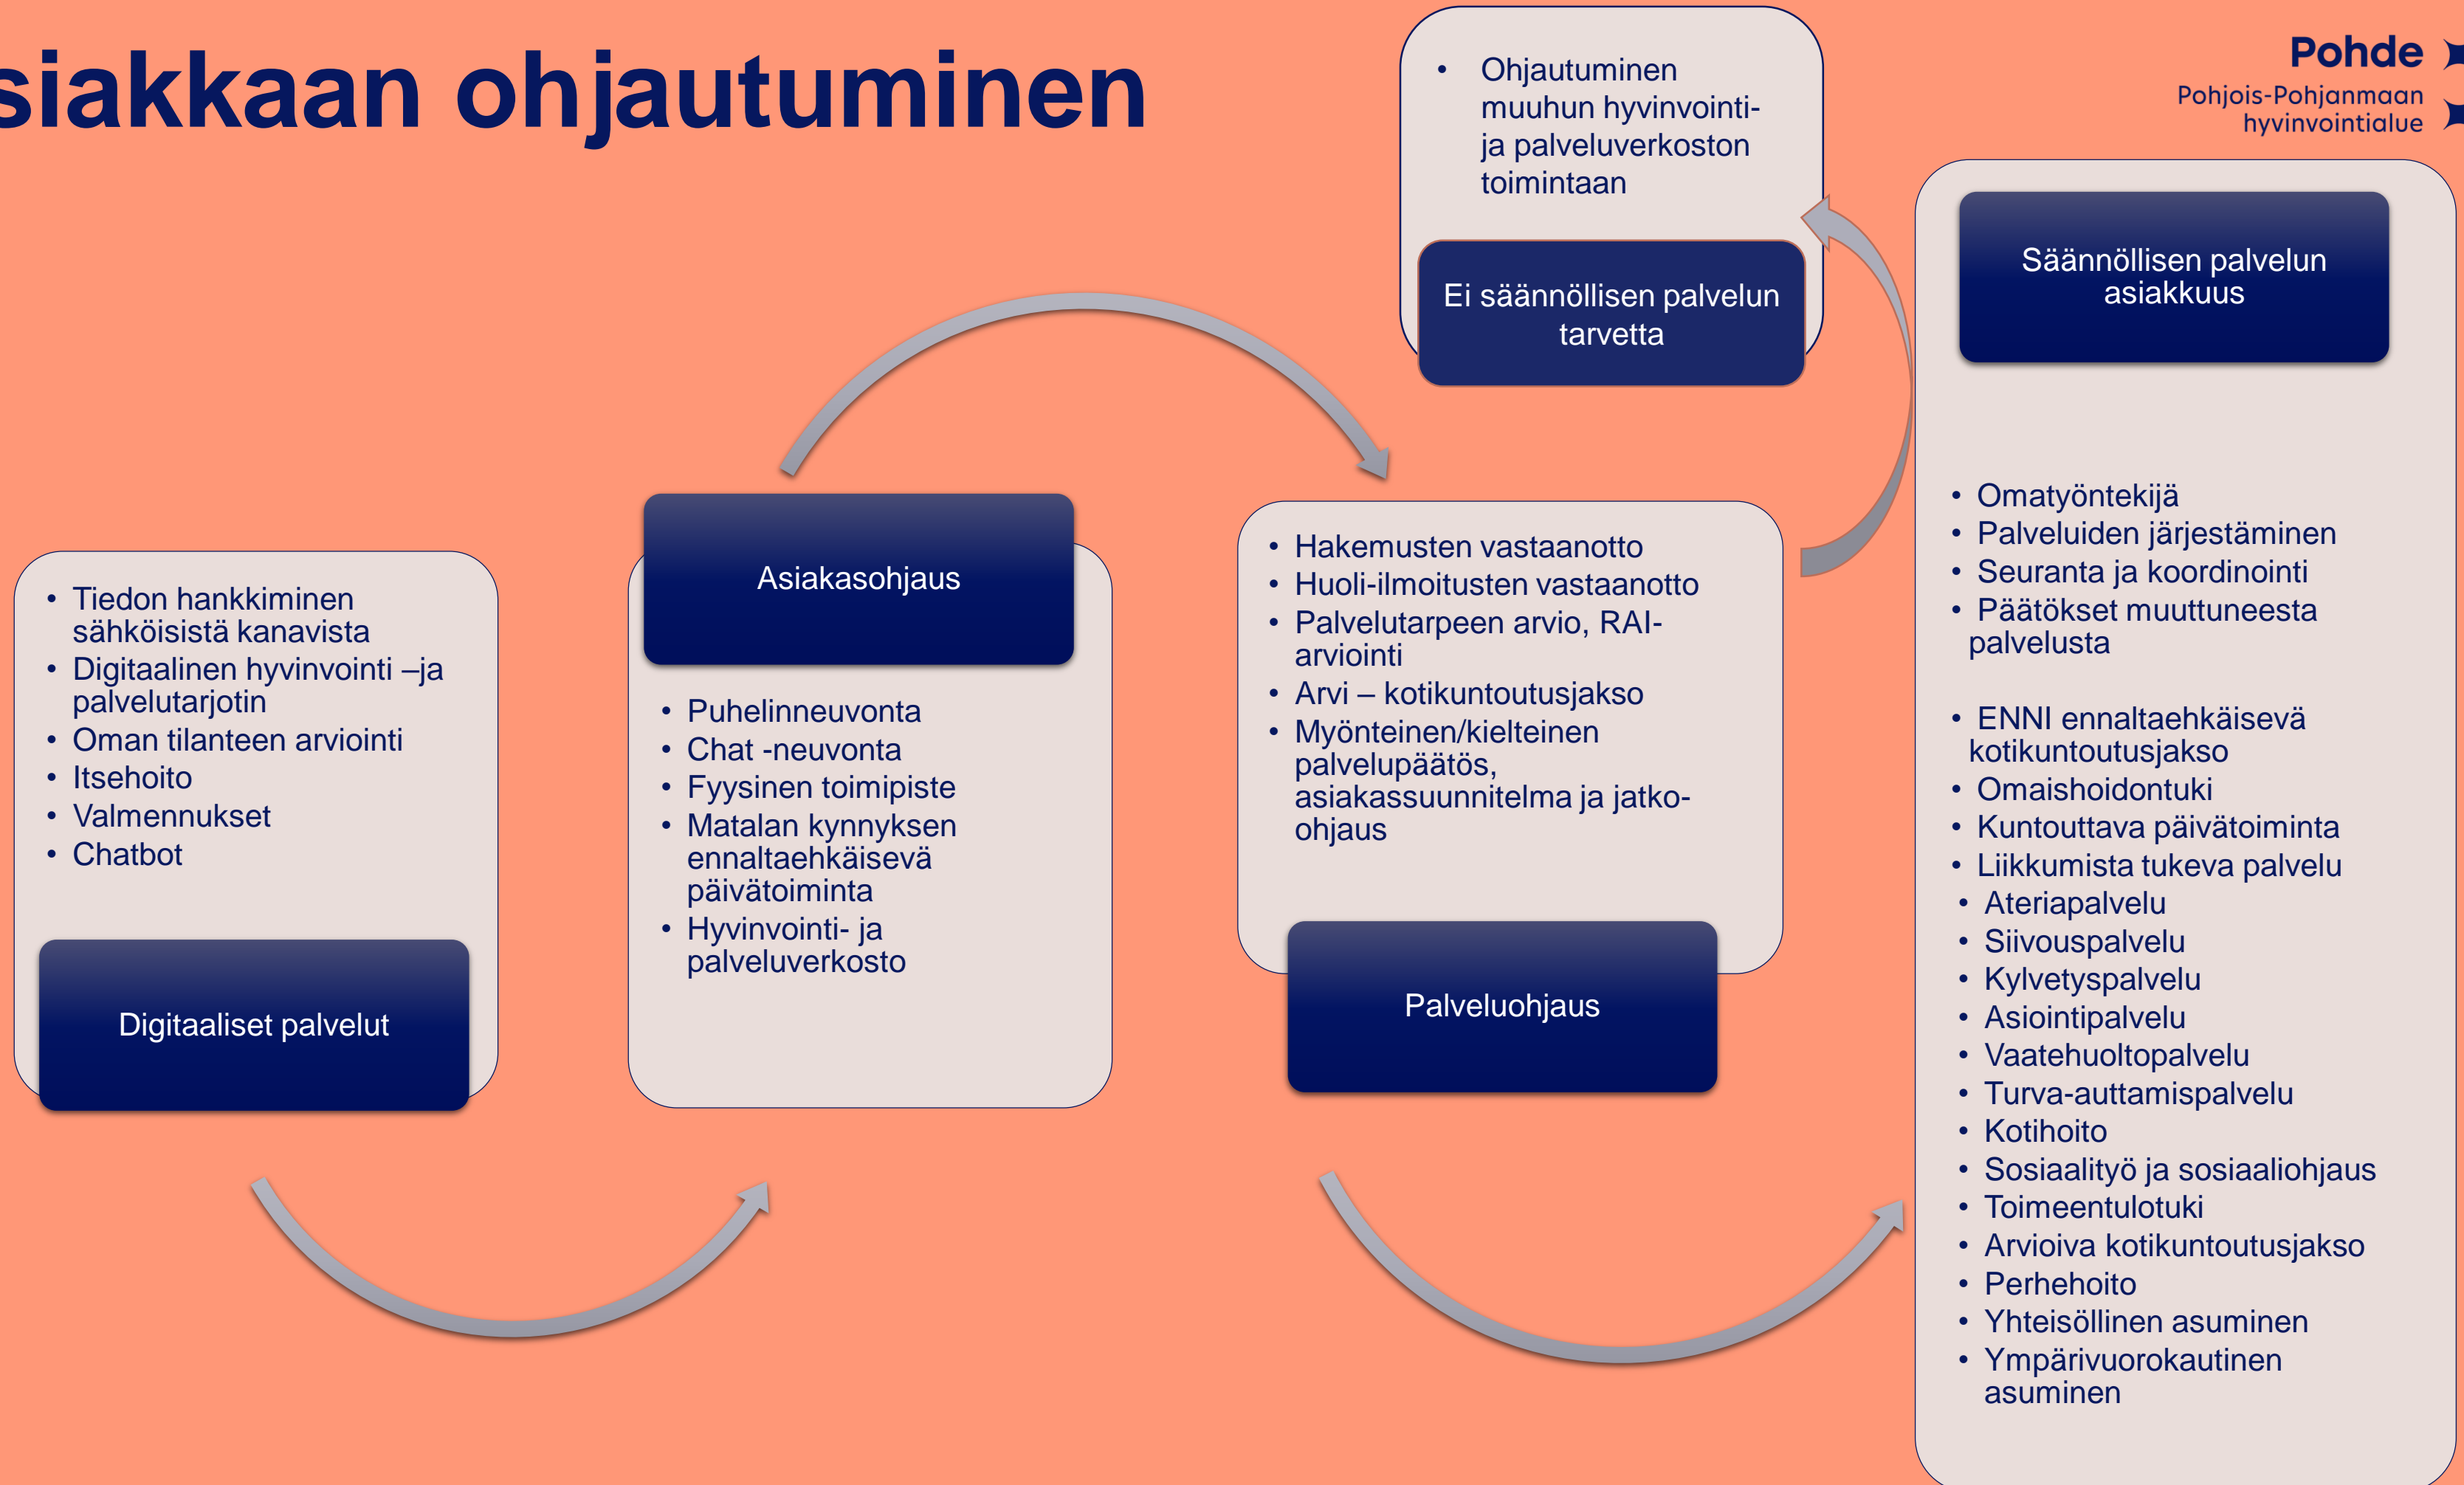 siakkaan ohjautuminen
Pohde
Pohjois-Pohjanmaan
hyvinvointialue
• Ohjautuminen
muuhun hyvinvointi-
ja palveluverkoston
toimintaan
Ei säännöllisen palvelun
tarvetta
• Tiedon hankkiminen
sähköisistä kanavista
• Digitaalinen hyvinvointi –ja
palvelutarjotin
• Oman tilanteen arviointi
• Itsehoito
• Valmennukset
• Chatbot
Digitaaliset palvelut
Asiakasohjaus
• Puhelinneuvonta
• Chat -neuvonta
• Fyysinen toimipiste
• Matalan kynnyksen
ennaltaehkäisevä
päivätoiminta
• Hyvinvointi- ja
palveluverkosto
• Hakemusten vastaanotto
• Huoli-ilmoitusten vastaanotto
• Palvelutarpeen arvio, RAI-
arviointi
• Arvi – kotikuntoutusjakso
• Myönteinen/kielteinen
palvelupäätös,
asiakassuunnitelma ja jatko-
ohjaus
Palveluohjaus
Säännöllisen palvelun
asiakkuus
• Omatyöntekijä
• Palveluiden järjestäminen
• Seuranta ja koordinointi
• Päätökset muuttuneesta
palvelusta
• ENNI ennaltaehkäisevä
kotikuntoutusjakso
• Omaishoidontuki
• Kuntouttava päivätoiminta
• Liikkumista tukeva palvelu
• Ateriapalvelu
• Siivouspalvelu
• Kylvetyspalvelu
• Asiointipalvelu
• Vaatehuoltopalvelu
• Turva-auttamispalvelu
• Kotihoito
• Sosiaalityö ja sosiaaliohjaus
• Toimeentulotuki
• Arvioiva kotikuntoutusjakso
• Perhehoito
• Yhteisöllinen asuminen
• Ympärivuorokautinen
asuminen